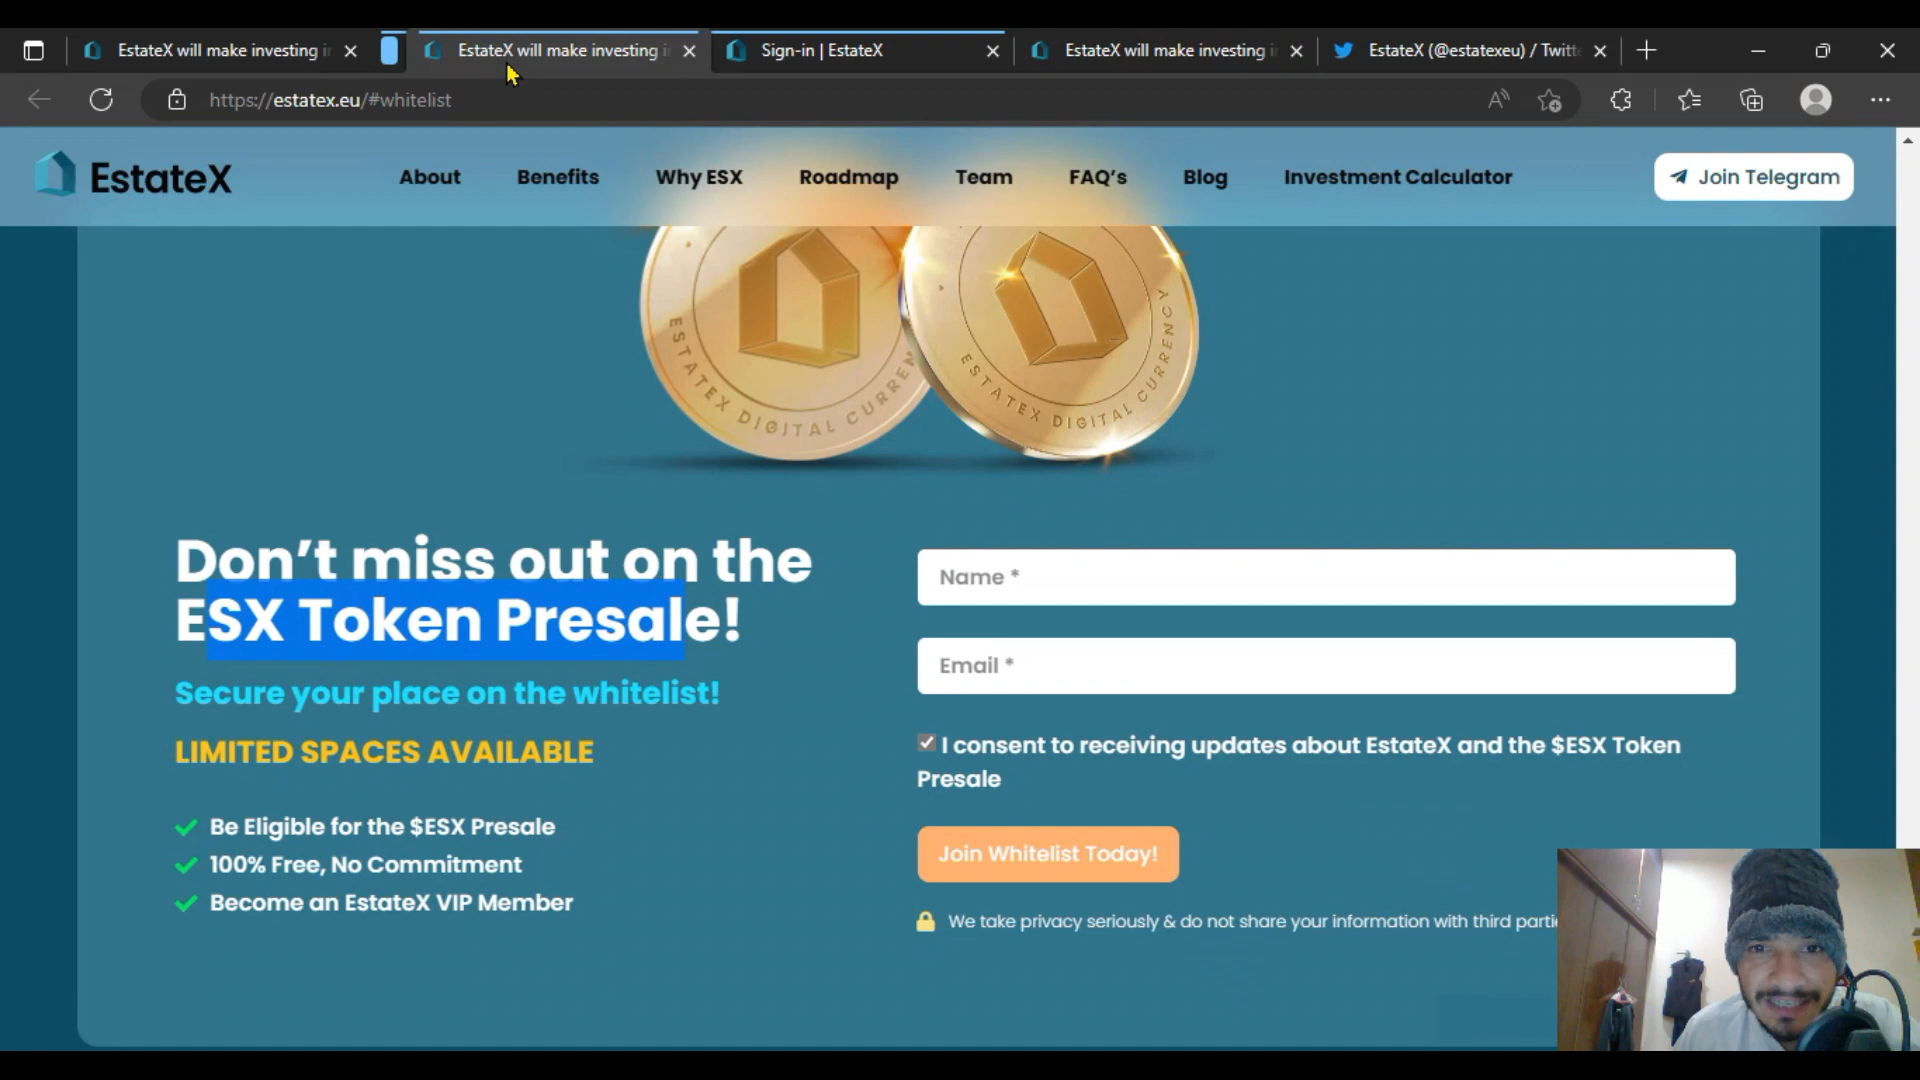 EstateX will make investing i
EstateX will make investing i
Sign-in | EstateX
EstateX will make investing i
EstateX (@estatexeu) / Twitt
https://estatex.eu/#whitelist
EstateX
About
Benefits
Why ESX
Roadmap
Team
FAQ's
Blog
Investment Calculator
Join Telegram
ESTATEX DIGITAL CURREN
ESTATEX DIGITAL CURRENCY
Don't miss out on the
ESX Token Presale!
Secure your place on the whitelist!
LIMITED SPACES AVAILABLE
Be Eligible for the $ESX Presale
100% Free, No Commitment
Become an EstateX VIP Member
Name *
Email *
I consent to receiving updates about EstateX and the $ESX Token
Presale
Join Whitelist Today!
We take privacy seriously & do not share your information with third parti